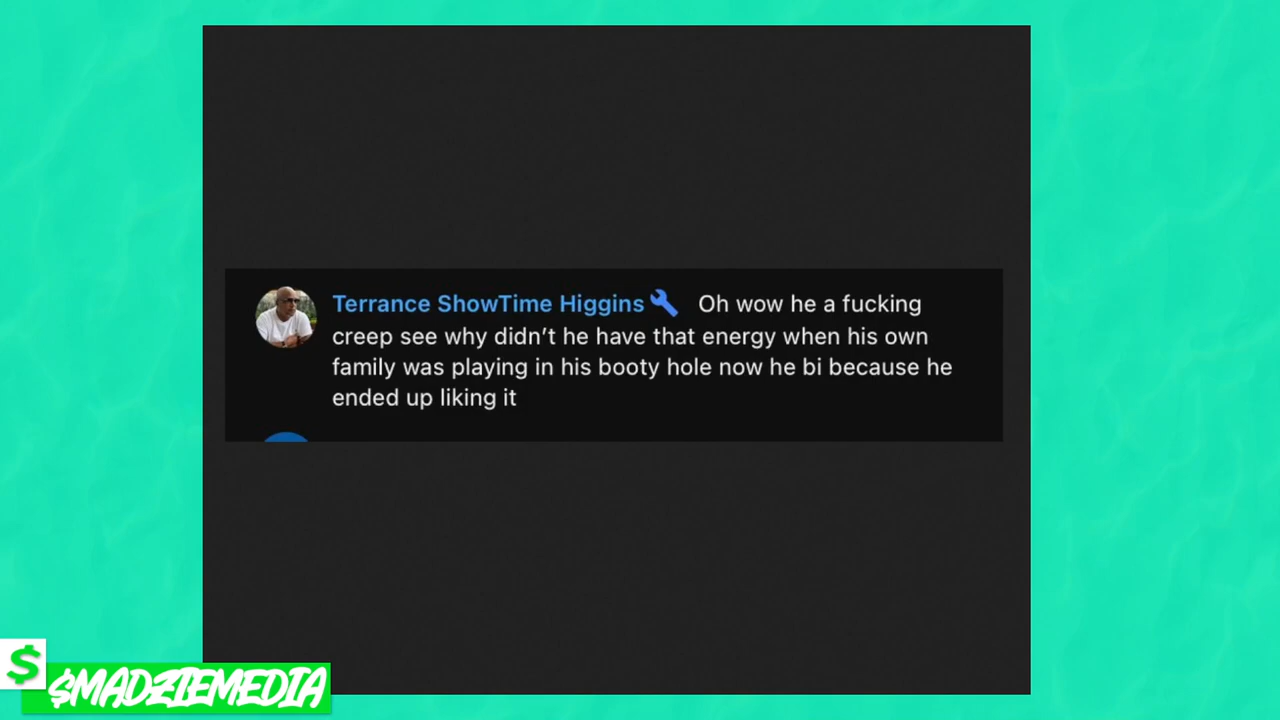 Terrance ShowTime Higgins Oh wow he a fucking
creep see why didn't he have that energy when his own
family was playing in his booty hole now he bi because he
ended up liking it
$
$MADZIEMEDIA